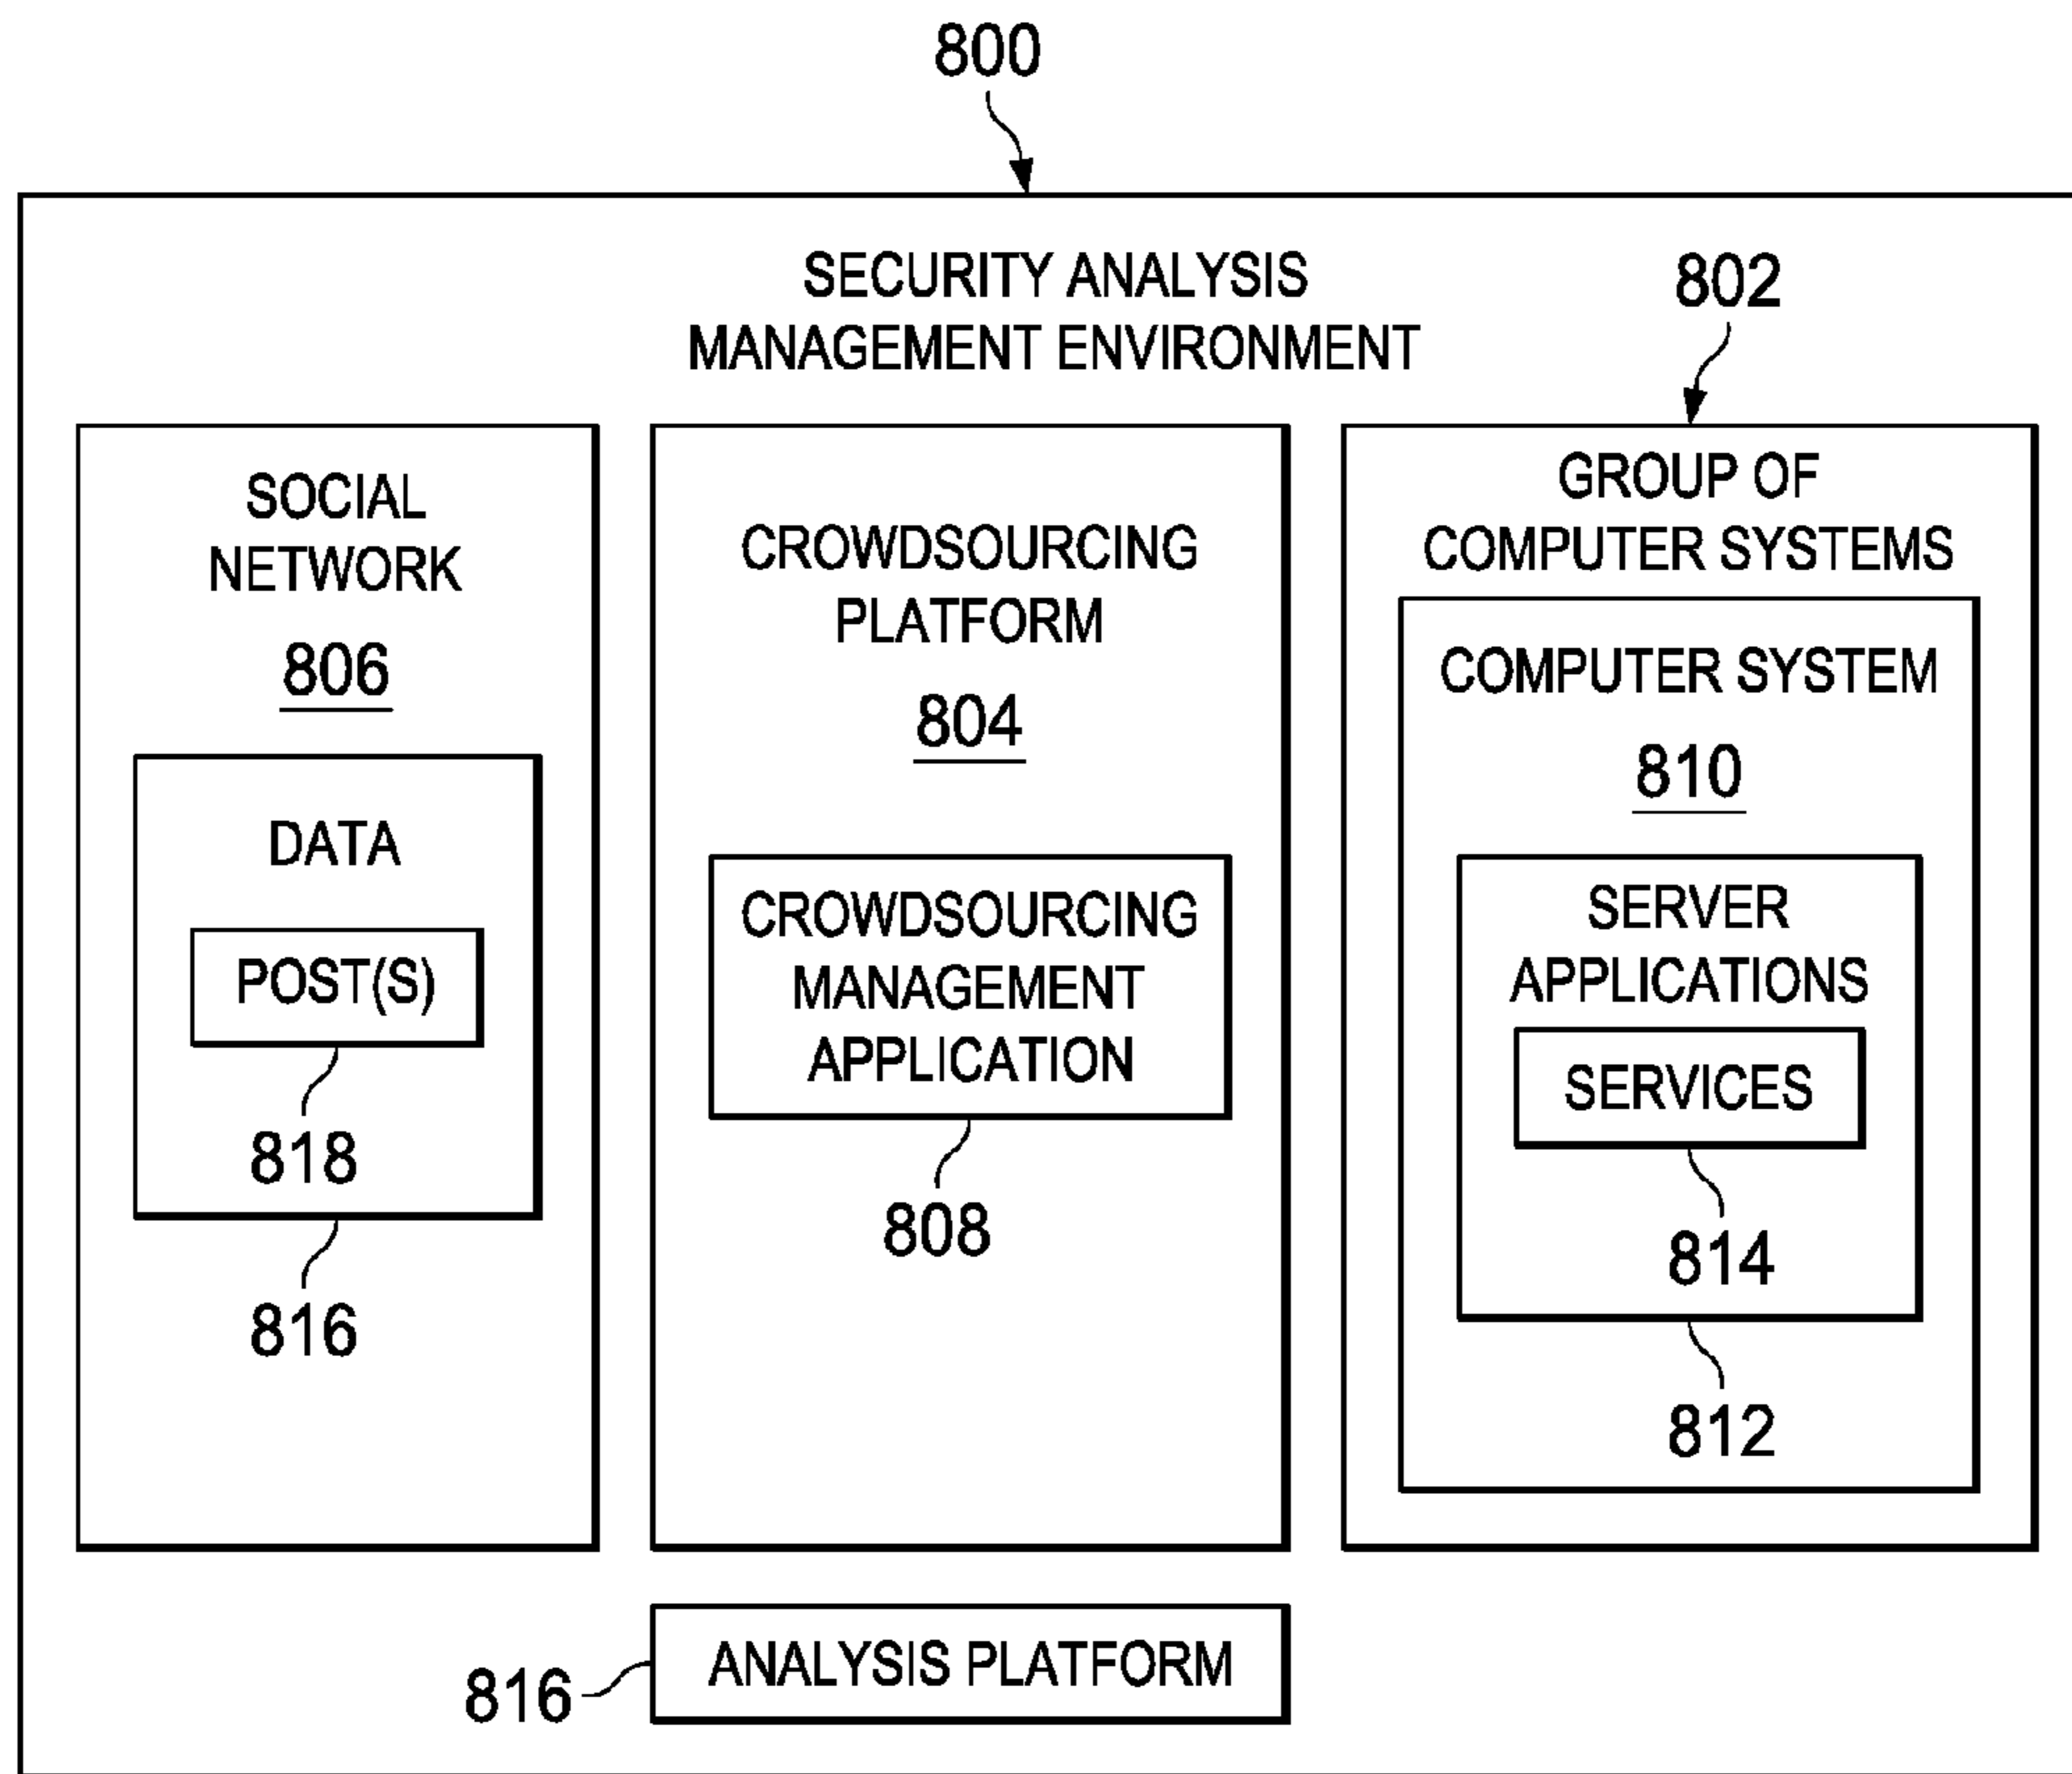 800
SECURITY ANALYSIS
MANAGEMENT ENVIRONMENT
802
SOCIAL
NETWORK
806
DATA
POST(S)
818
816
CROWDSOURCING
PLATFORM
804
CROWDSOURCING
MANAGEMENT
APPLICATION
808
GROUP OF
COMPUTER SYSTEMS
COMPUTER SYSTEM
810
SERVER
APPLICATIONS
SERVICES
814
812
816
ANALYSIS PLATFORM